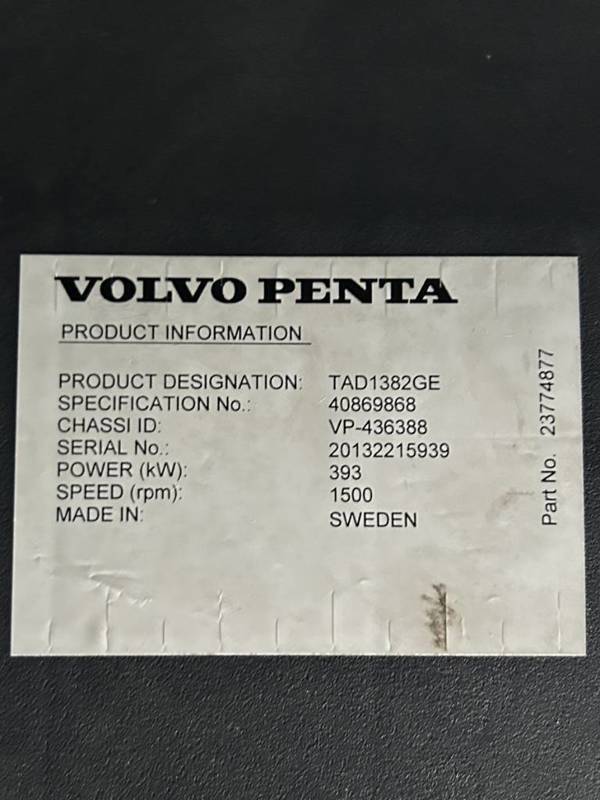 VOLVO PENTA
PRODUCT INFORMATION
PRODUCT DESIGNATION: TAD1382GE
SPECIFICATION No.: 40869868
CHASSI ID: VP-436388
SERIAL No.: 20132215939
POWER (kW): 393
SPEED (rpm): 1500
MADE IN: SWEDEN
Part No. 23774877